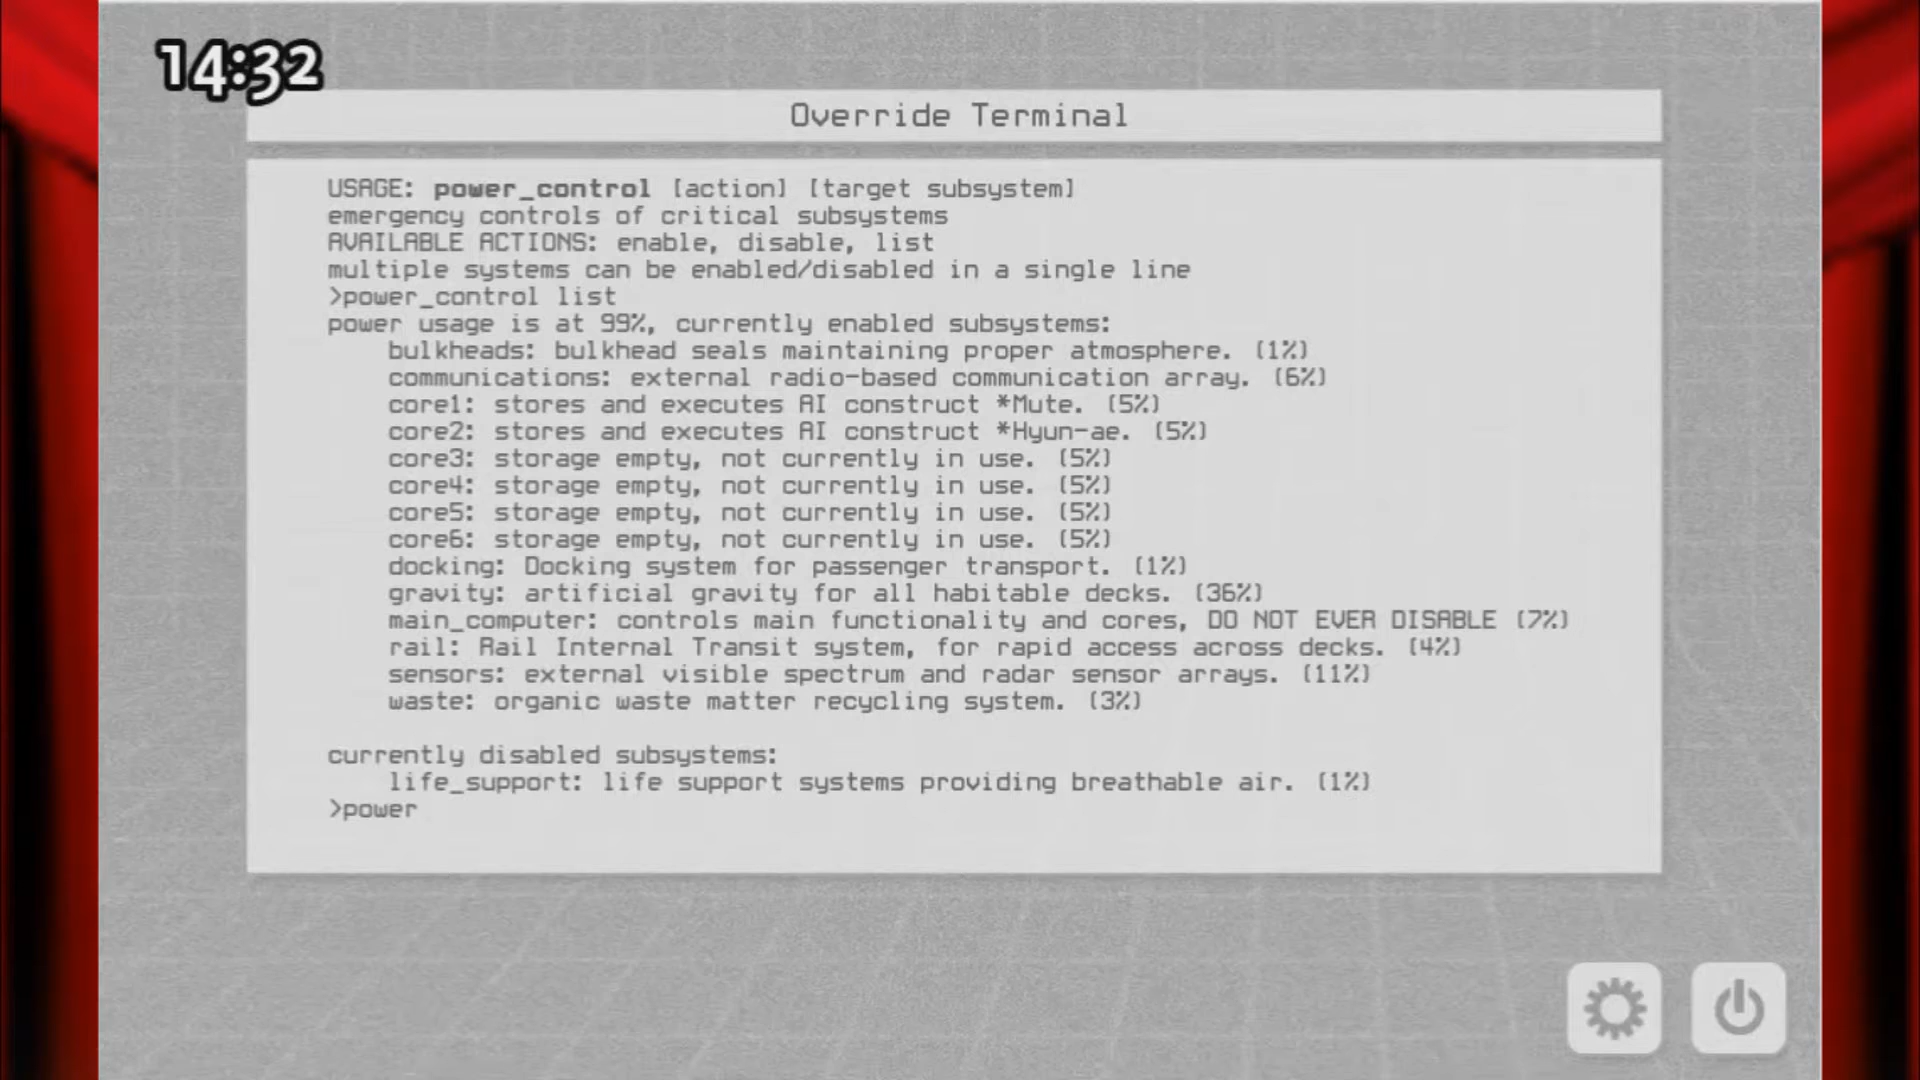 14:32
Override Terminal
USAGE: power_control [action] [target subsystem]
emergency controls of critical subsystems
AVAILABLE ACTIONS: enable, disable, list
multiple systems can be enabled/disabled in a single line
>power_control list
power usage is at 99%, currently enabled subsystems:
bulkheads: bulkhead seals maintaining proper atmosphere. (1%)
communications: external radio-based communication array. (6%)
core1: stores and executes AI construct *Mute. (5%)
core2: stores and executes AI construct *Hyun-ae. (5%)
core3: storage empty, not currently in use. (5%)
core4: storage empty, not currently in use. (5%)
core5: storage empty, not currently in use. (5%)
core6: storage empty, not currently in use. (5%)
docking: Docking system for passenger transport. (1%)
gravity: artificial gravity for all habitable decks. (36%)
main_computer: controls main functionality and cores, DO NOT EVER DISABLE (7%)
rail: Rail Internal Transit system, for rapid access across decks. (4%)
sensors: external visible spectrum and radar sensor arrays. (11%)
waste: organic waste matter recycling system. (3%)
currently disabled subsystems:
life_support: life support systems providing breathable air. (1%)
>power